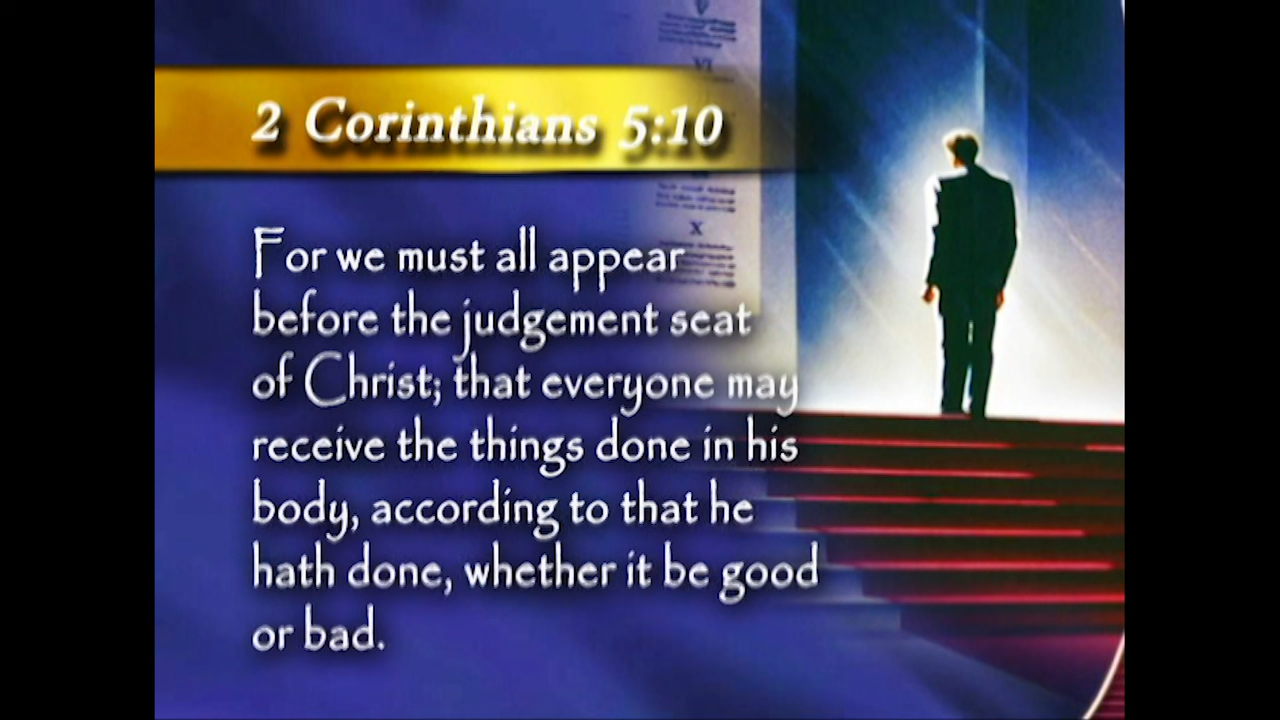 2 Corinthians 5:10
For we must all appear
before the judgement seat
of Christ; that everyone may
receive the things done in his
body, according to that he
hath done, whether it be good
or bad.
VI
X